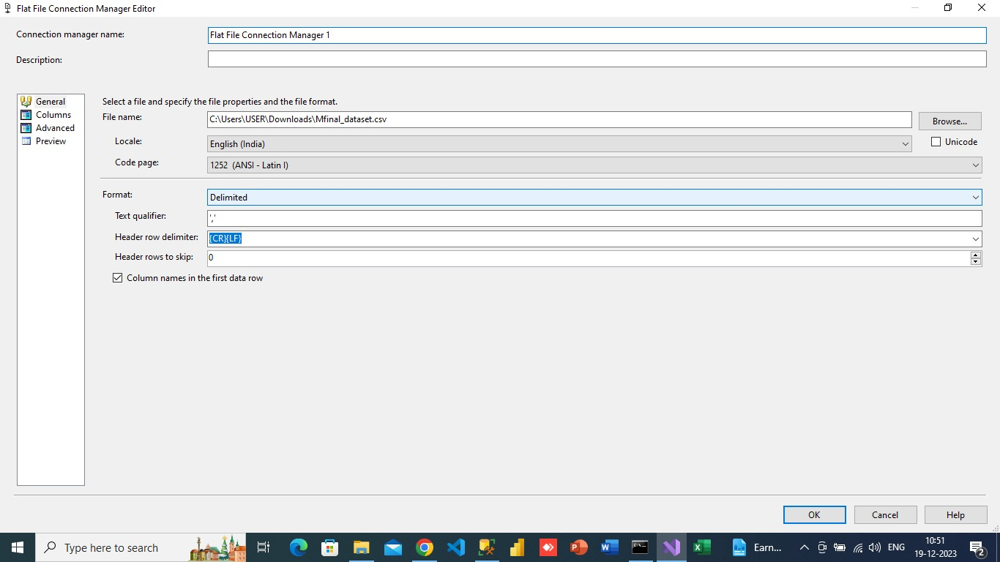 Flat File Connection Manager Editor
Connection manager name: Flat File Connection Manager 1
Description:
General
Columns
Advanced
Preview
Select a file and specify the file properties and the file format.
File name: C:\Users\USER\Downloads\Mfinal_dataset.csv Browse...
Locale: English (India) Unicode
Code page: 1252 (ANSI - Latin I)
Format: Delimited
Text qualifier: ','
Header row delimiter: {CR}{LF}
Header rows to skip: 0
Column names in the first data row
OK Cancel Help
Type here to search
Earn...
ENG
10:51
19-12-2023
2